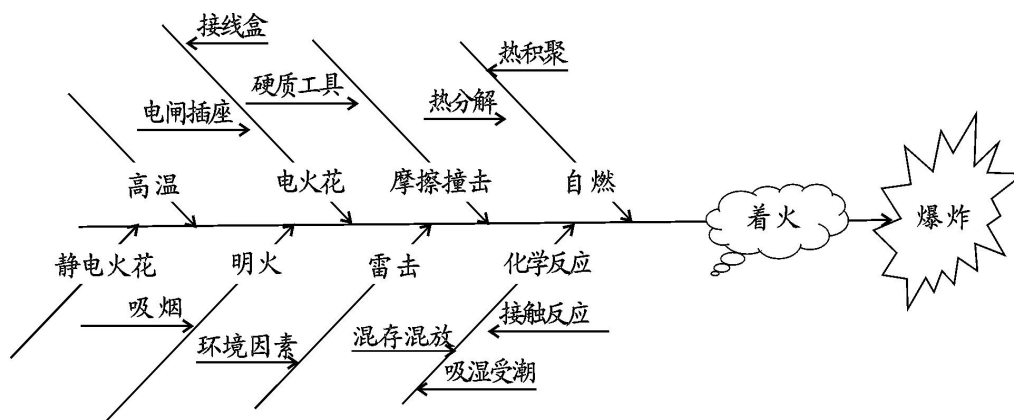 接线盒
热积聚
硬质工具
热分解
电闸插座
高温
电火花
摩擦撞击
自燃
着火
爆炸
静电火花
明火
雷击
化学反应
吸烟
接触反应
环境因素
混存混放
吸湿受潮